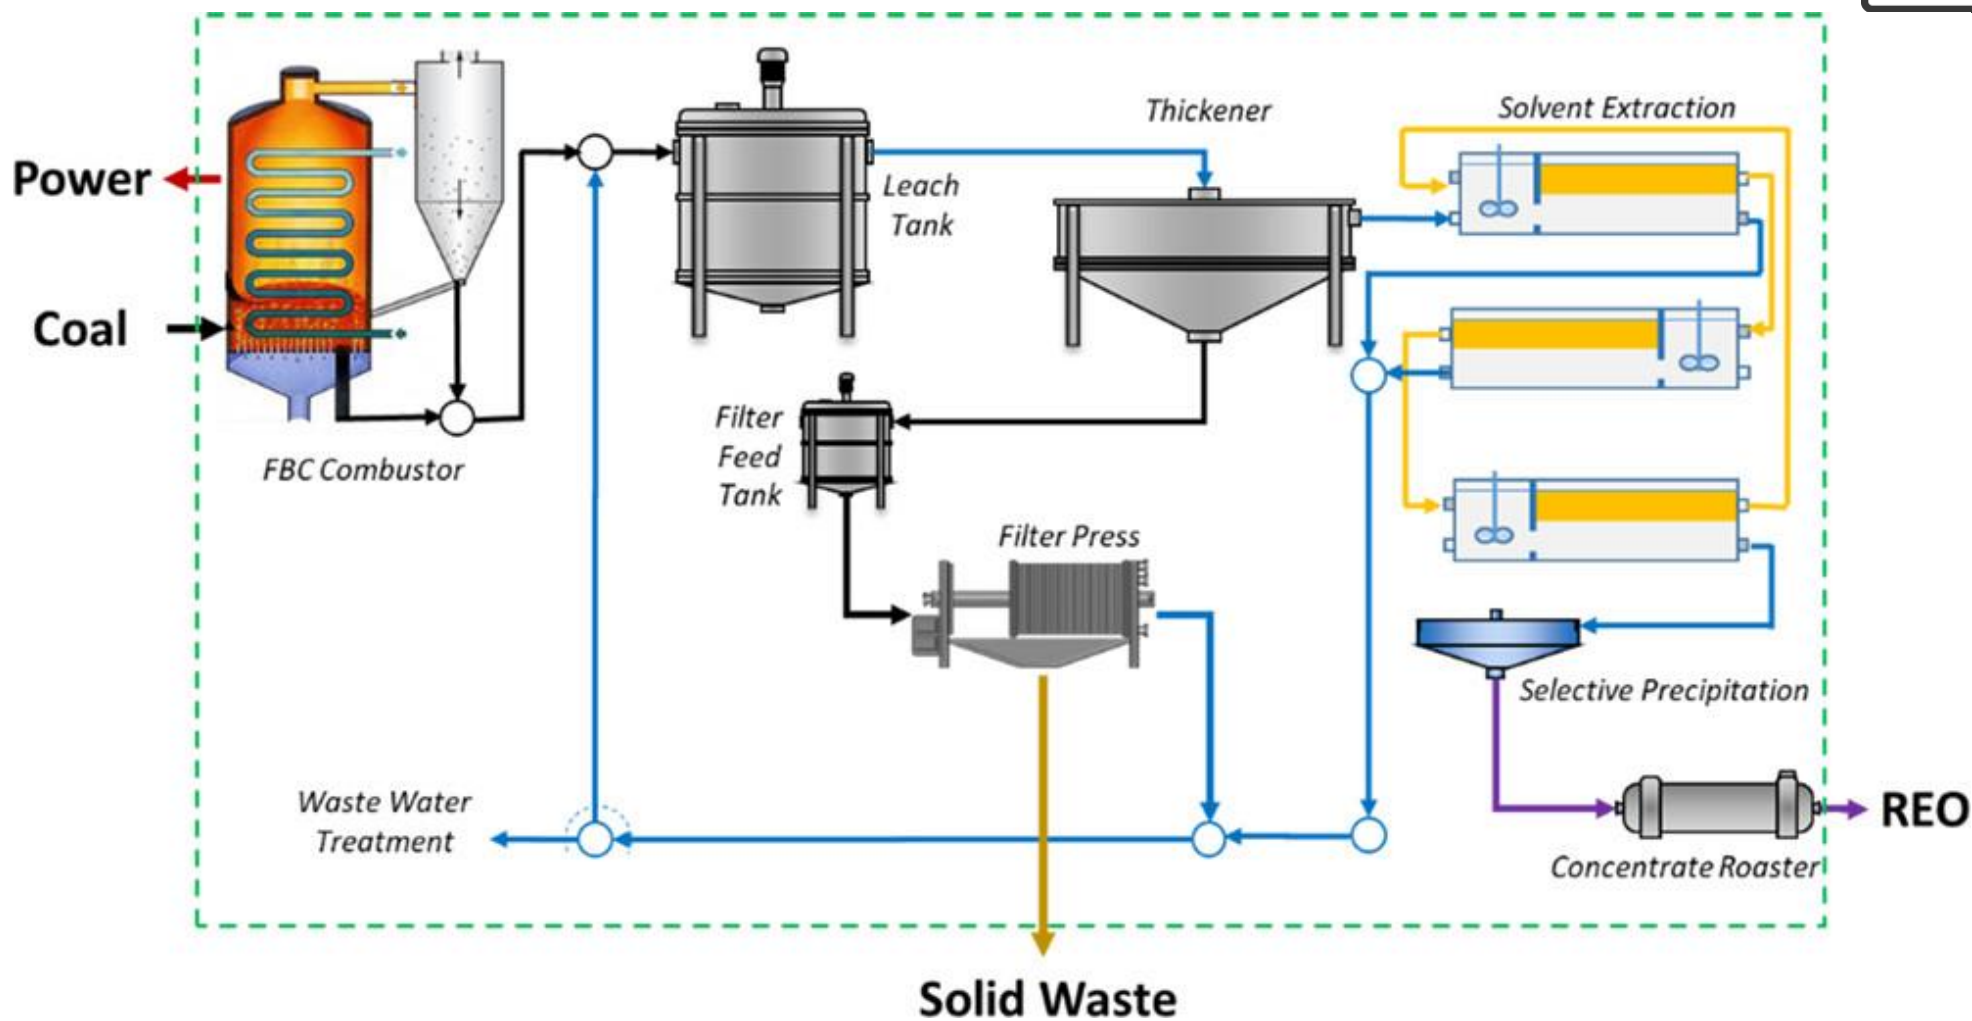 Power
Coal
FBC Combustor
Leach
Tank
Thickener
Solvent Extraction
Filter
Feed
Tank
Filter Press
Selective Precipitation
Waste Water
Treatment
REO
Concentrate Roaster
Solid Waste